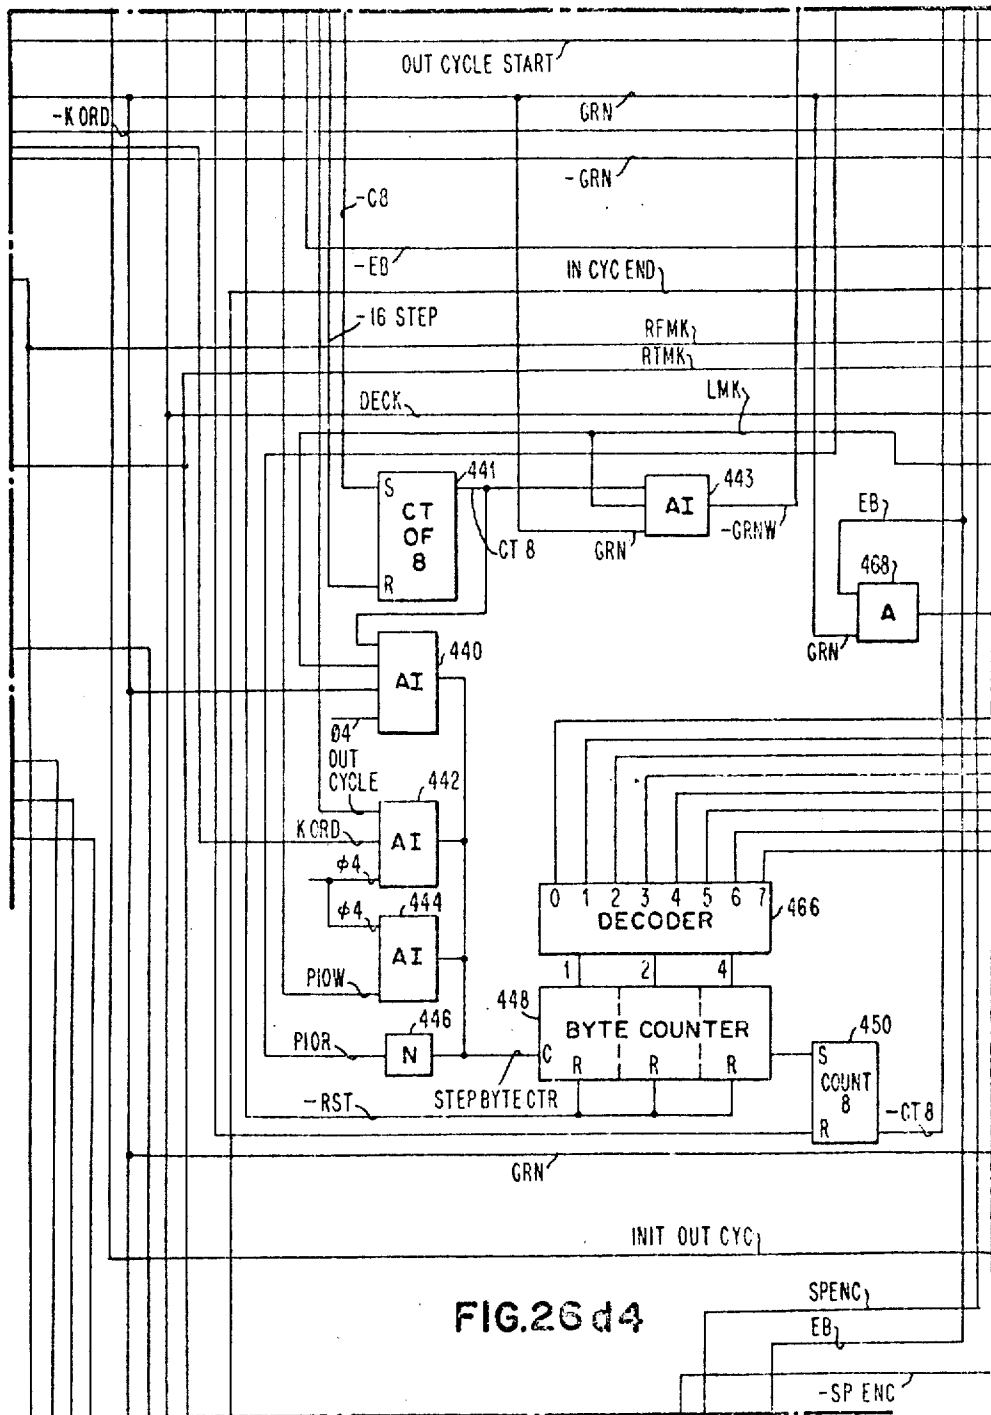 OUT CYCLE START
-K ORD
GRN
-GRN
-C8
-EB
IN CYC END
-16 STEP
RFMK
RTMK
DECK
LMK
441
S
CT
OF
8
R
CT 8
443
AI
GRN
-GRNW
EB
468
A
GRN
440
AI
Ø4
OUT
CYCLE
442
K ORD
AI
ϕ4
444
ϕ4
AI
PIOW
446
PIOR
N
0 1 2 3 4 5 6 7
DECODER
466
1 2 4
448
BYTE COUNTER
C
R R R
STEP BYTE CTR
-RST
450
S
COUNT
8
R
-CT 8
GRN
INIT OUT CYC
FIG.26d4
SPENC
EB
-SP ENC